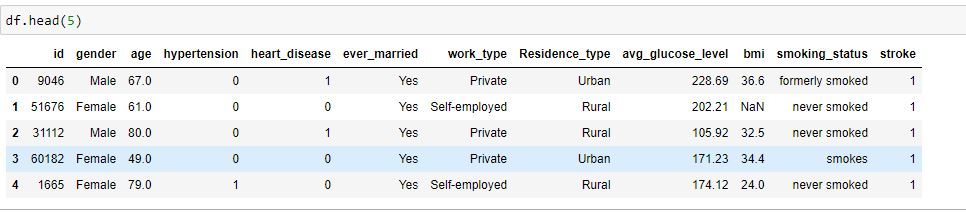 df.head(5)
id gender age hypertension heart_disease ever_married work_type Residence_type avg_glucose_level bmi smoking_status stroke
0 9046 Male 67.0 0 1 Yes Private Urban 228.69 36.6 formerly smoked 1
1 51676 Female 61.0 0 0 Yes Self-employed Rural 202.21 NaN never smoked 1
2 31112 Male 80.0 0 1 Yes Private Rural 105.92 32.5 never smoked 1
3 60182 Female 49.0 0 0 Yes Private Urban 171.23 34.4 smokes 1
4 1665 Female 79.0 1 0 Yes Self-employed Rural 174.12 24.0 never smoked 1